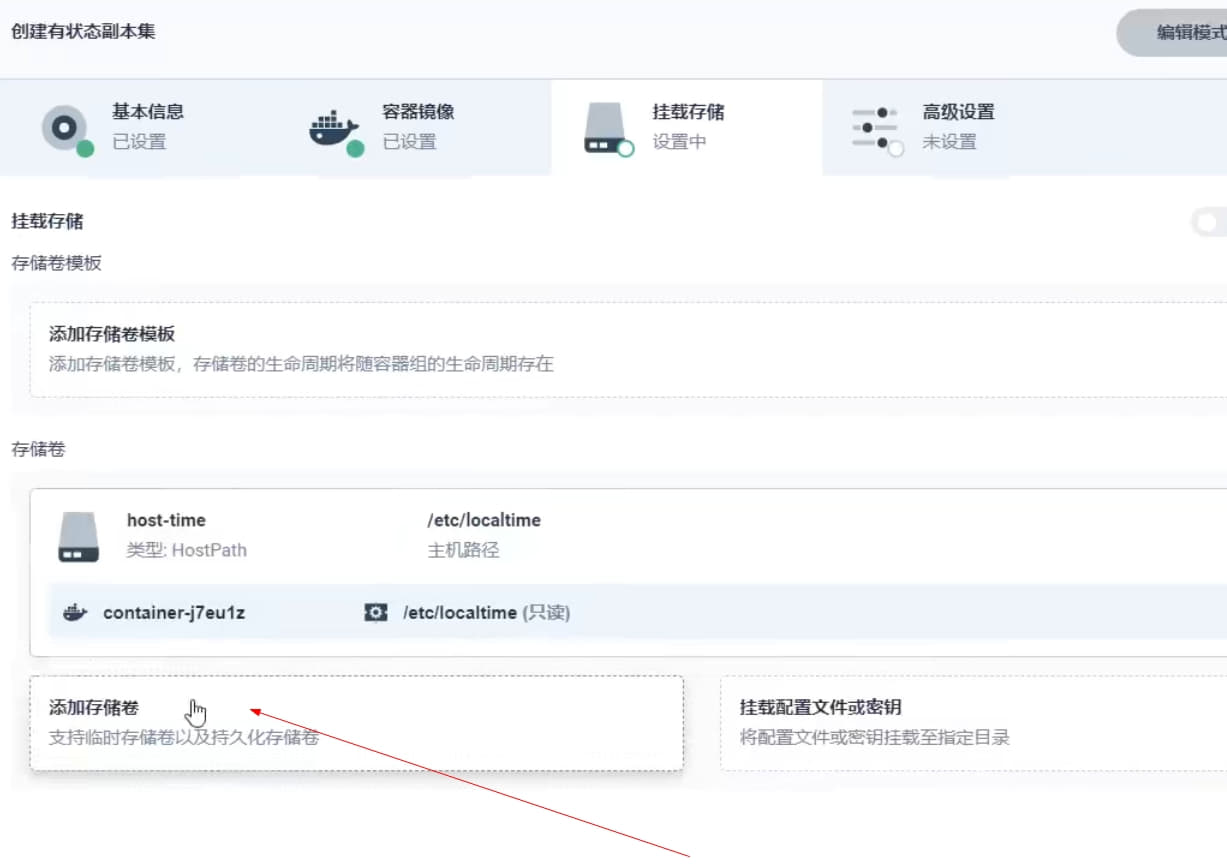 创建有状态副本集
编辑模式
基本信息
已设置
容器镜像
已设置
挂载存储
设置中
高级设置
未设置
挂载存储
存储卷模板
添加存储卷模板
添加存储卷模板，存储卷的生命周期将随容器组的生命周期存在
存储卷
host-time
类型: HostPath
/etc/localtime
主机路径
container-j7eu1z
/etc/localtime (只读)
添加存储卷
支持临时存储卷以及持久化存储卷
挂载配置文件或密钥
将配置文件或密钥挂载至指定目录